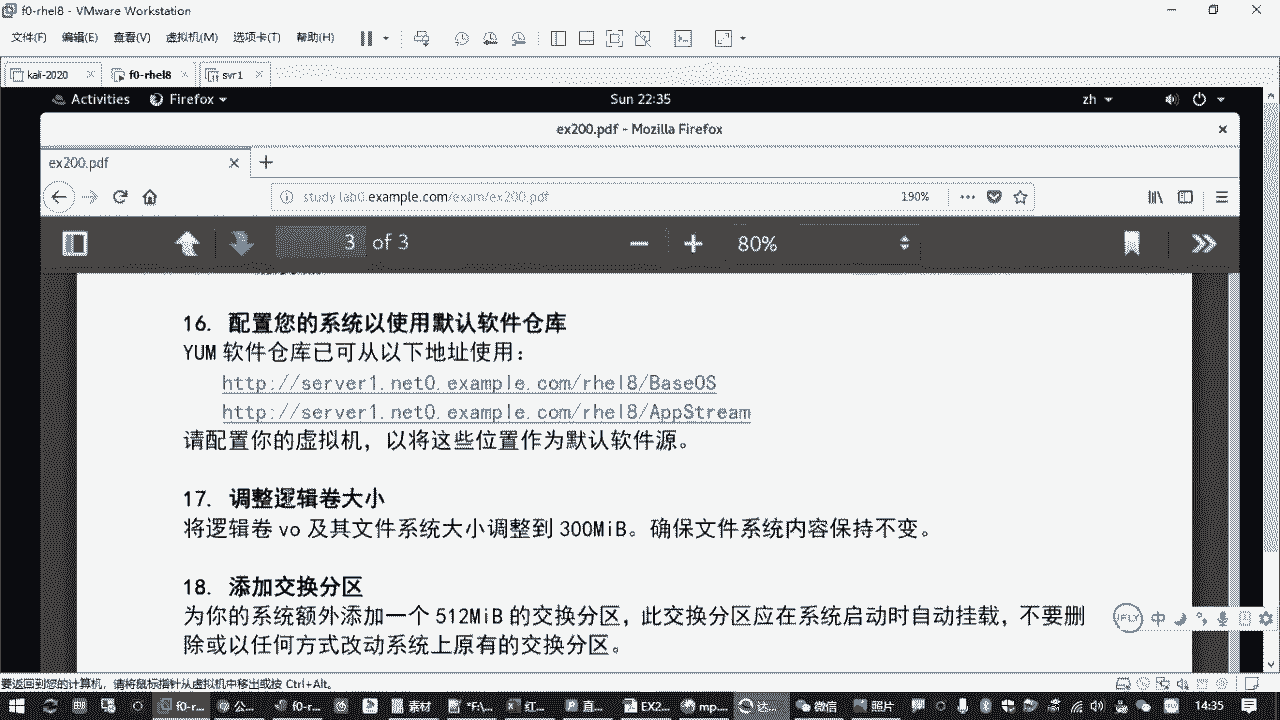 f0-rhel8 - VMware Workstation
文件(F) 编辑(E) 查看(V) 虚拟机(M) 选项卡(T) 帮助(H)
kali-2020 f0-rhel8 svr1
Activities Firefox Sun 22:35 zh
ex200.pdf - Mozilla Firefox
ex200.pdf
study.lab0.example.com/exam/ex200.pdf 190%
3 of 3 80%
16. 配置您的系统以使用默认软件仓库
YUM 软件仓库已可从以下地址使用：
http://server1.net0.example.com/rhel8/BaseOS
http://server1.net0.example.com/rhel8/AppStream
请配置你的虚拟机，以将这些位置作为默认软件源。
17. 调整逻辑卷大小
将逻辑卷 vo 及其文件系统大小调整到 300MiB。确保文件系统内容保持不变。
18. 添加交换分区
为你的系统额外添加一个 512MiB 的交换分区，此交换分区应在系统启动时自动挂载，不要删
除或以任何方式改动系统上原有的交换分区。
iFLY 中
要返回到您的计算机，请将鼠标指针从虚拟机中移出或按 Ctrl+Alt。
f0-r... 公... f0-r... 素材 *F:\... 红... 直... EX2... mp... 达... 微信 照片 14:35